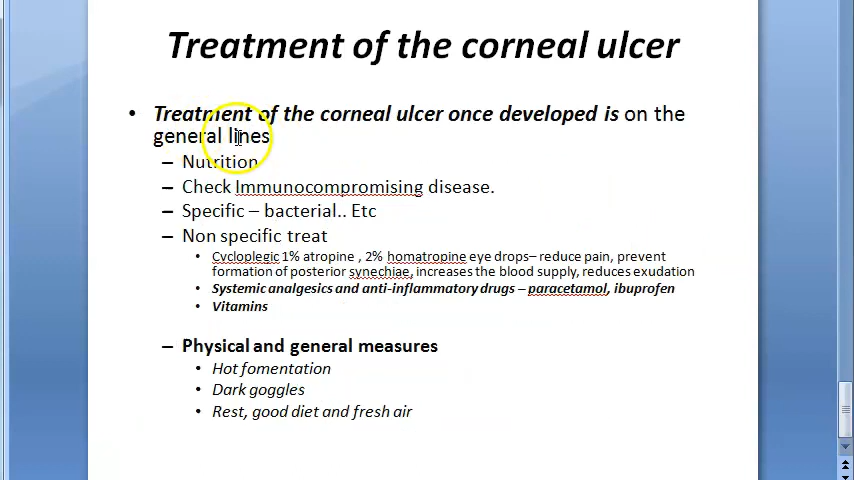 Treatment of the corneal ulcer
• Treatment of the corneal ulcer once developed is on the
general lines
– Nutrition
– Check Immunocompromising disease.
– Specific – bacterial.. Etc
– Non specific treat
• Cycloplegic 1% atropine , 2% homatropine eye drops– reduce pain, prevent
formation of posterior synechiae, increases the blood supply, reduces exudation
• Systemic analgesics and anti-inflammatory drugs – paracetamol, ibuprofen
• Vitamins
– Physical and general measures
• Hot fomentation
• Dark goggles
• Rest, good diet and fresh air